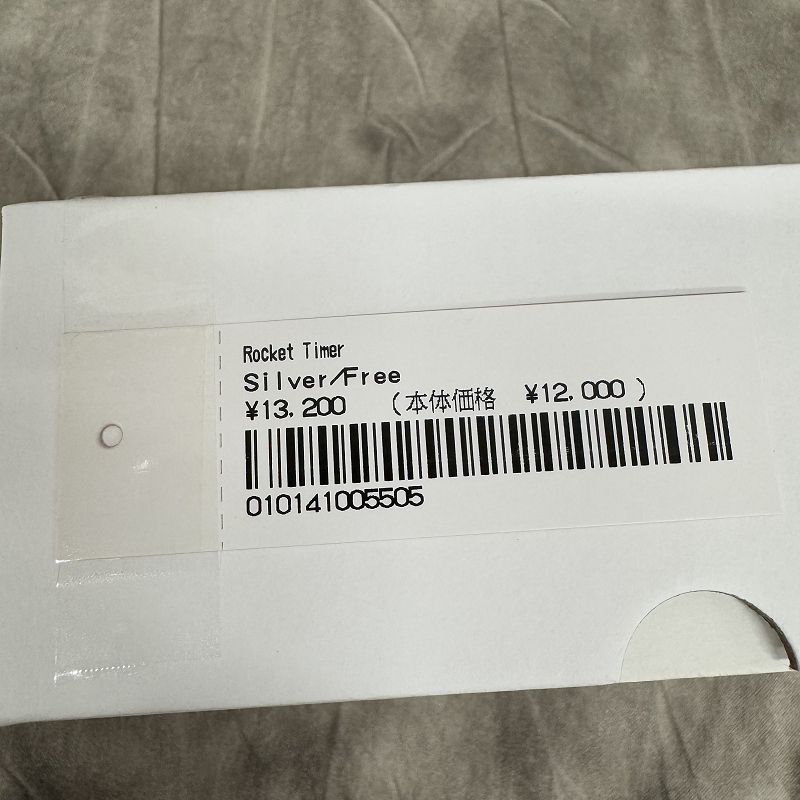 Rocket Timer
Silver/Free
¥13,200 (本体価格 ¥12,000)
010141005505